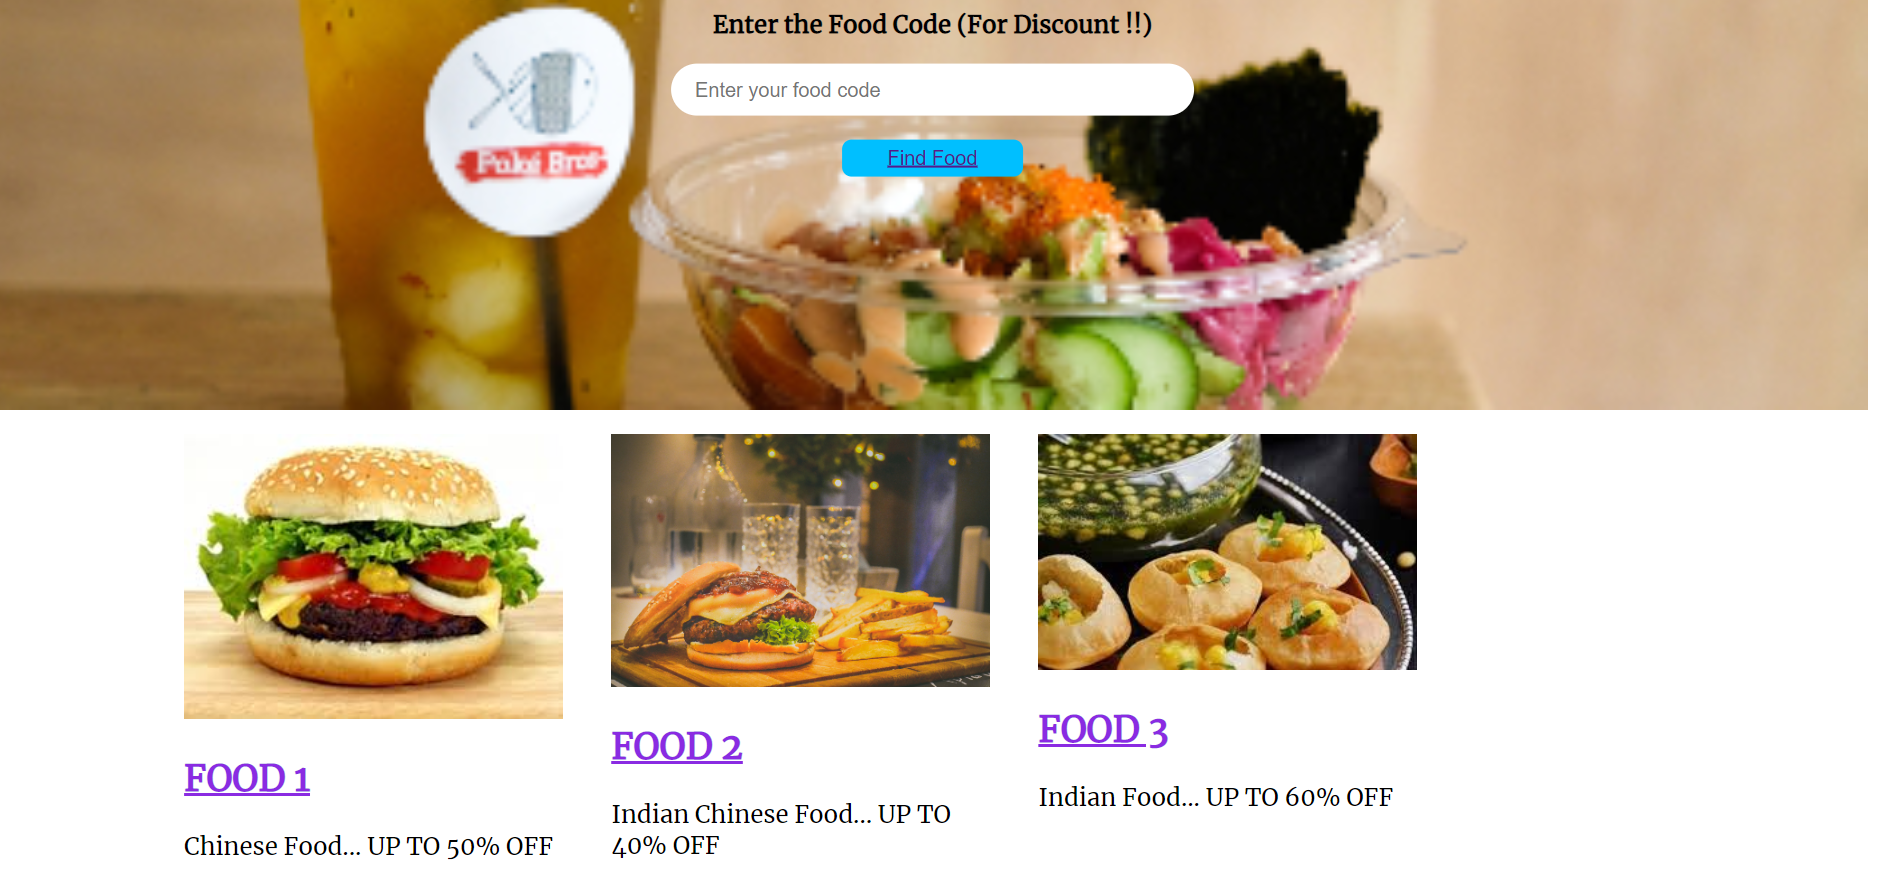 Enter the Food Code (For Discount !!)
Enter your food code
Poké Bros
Find Food
FOOD 1
Chinese Food... UP TO 50% OFF
FOOD 2
Indian Chinese Food... UP TO
40% OFF
FOOD 3
Indian Food... UP TO 60% OFF